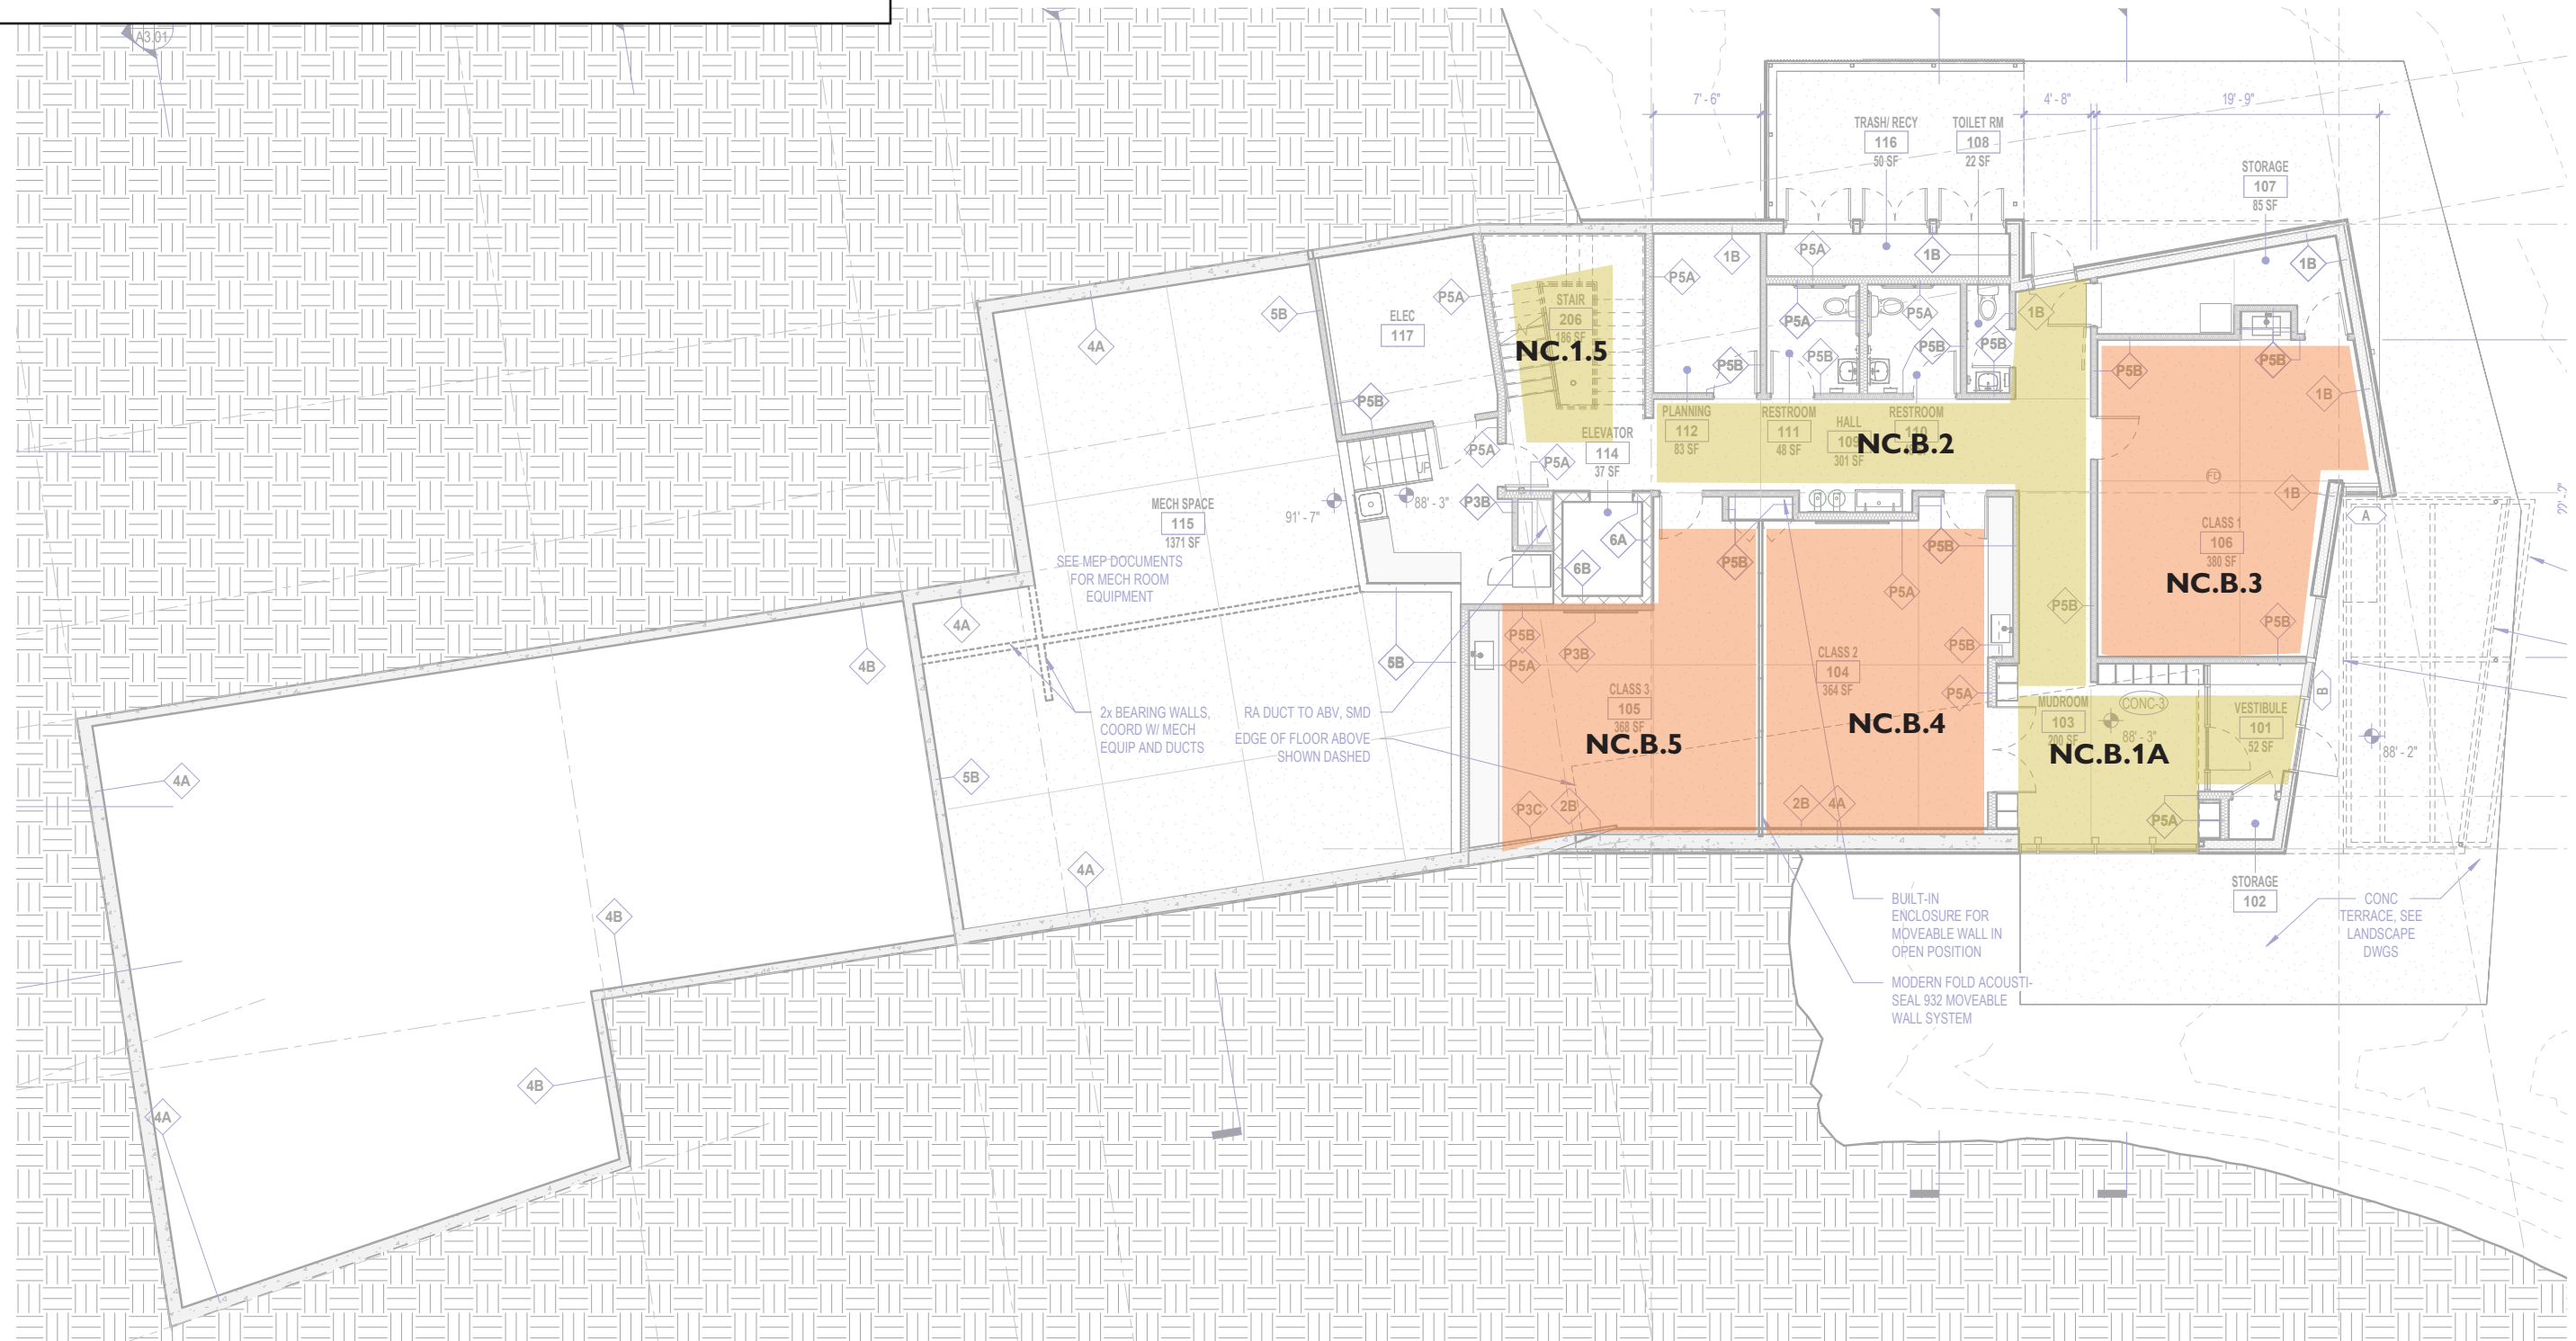 A3.01
7' - 6"
4' - 8"
19' - 9"
TRASH/ RECY
116
50 SF
TOILET RM
108
22 SF
STORAGE
107
85 SF
P5A
1B
P5A
1B
1B
P5A
P5A
5B
ELEC
117
4A
STAIR
206
186 SF
NC.1.5
P5A
P5A
1B
P5B
P5B
P5B
P5B
P5B
P5B
P5B
1B
P5B
PLANNING
112
83 SF
RESTROOM
111
48 SF
HALL
109
301 SF
RESTROOM
110
NC.B.2
ELEVATOR
114
37 SF
P5A
P5A
UP
FD
MECH SPACE
115
1371 SF
91' - 7"
88' - 3"
P3B
1B
A
SEE MEP DOCUMENTS
FOR MECH ROOM
EQUIPMENT
6A
6B
P5B
P5B
P5A
CLASS 1
106
380 SF
NC.B.3
4A
4B
5B
P5B
P5A
P3B
P5B
P5B
P5B
CLASS 2
104
364 SF
P5A
CLASS 3
105
368 SF
NC.B.5
NC.B.4
2x BEARING WALLS,
COORD W/ MECH
EQUIP AND DUCTS
RA DUCT TO ABV, SMD
EDGE OF FLOOR ABOVE
SHOWN DASHED
MUDROOM
103
200 SF
CONC-3
88' - 3"
NC.B.1A
VESTIBULE
101
52 SF
B
88' - 2"
4A
5B
P3C
2B
2B
4A
P5A
4A
4B
STORAGE
102
BUILT-IN
ENCLOSURE FOR
MOVEABLE WALL IN
OPEN POSITION
CONC
TERRACE, SEE
LANDSCAPE
DWGS
MODERN FOLD ACOUSTI-
SEAL 932 MOVEABLE
WALL SYSTEM
4B
4A